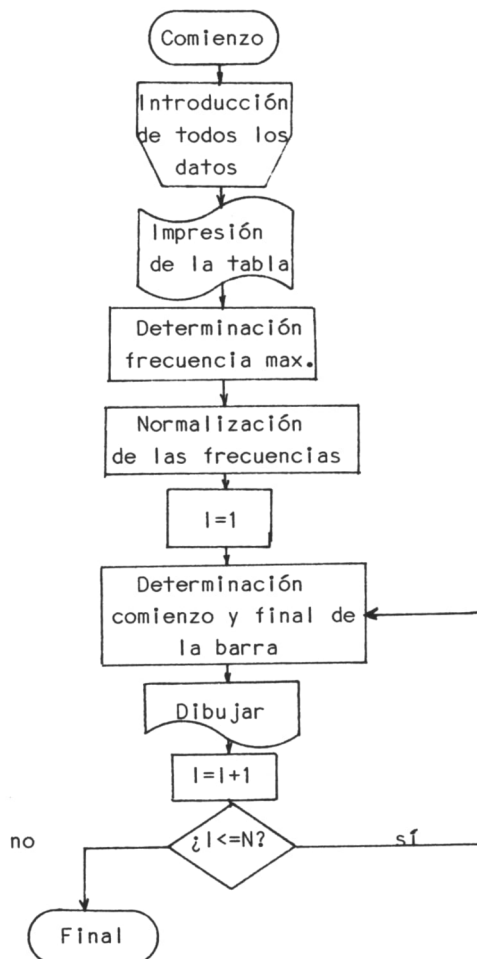 Comienzo
Introducción
de todos los
datos
Impresión
de la tabla
Determinación
frecuencia max.
Normalización
de las frecuencias
I=1
Determinación
comienzo y final de
la barra
Dibujar
I=I+1
no
¿I<=N?
sí
Final